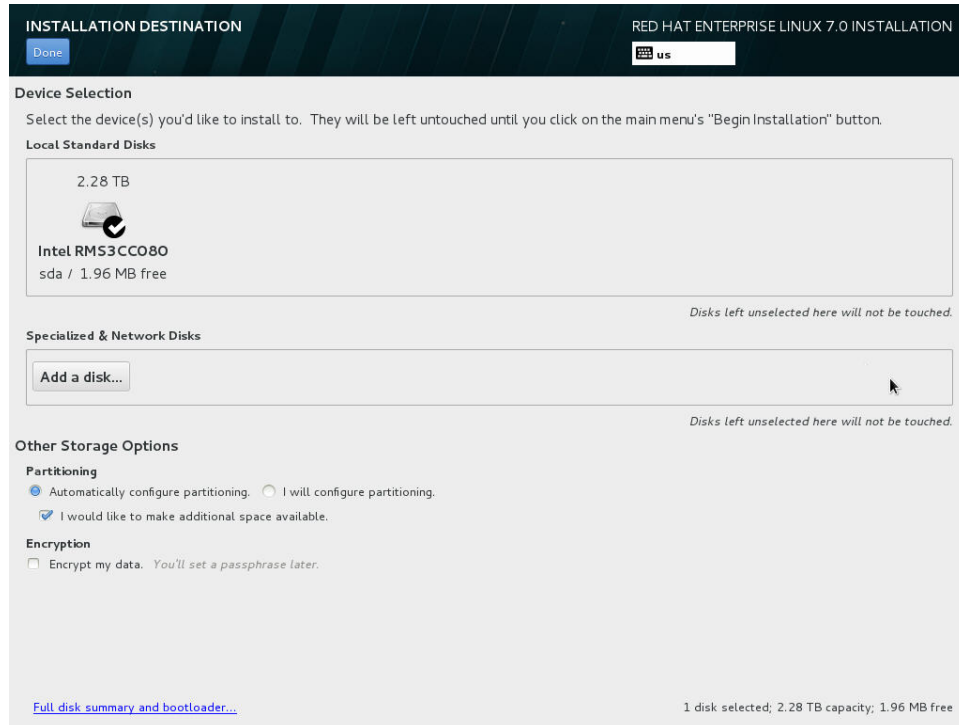 INSTALLATION DESTINATION
RED HAT ENTERPRISE LINUX 7.0 INSTALLATION
Done
us
Device Selection
Select the device(s) you'd like to install to. They will be left untouched until you click on the main menu's "Begin Installation" button.
Local Standard Disks
2.28 TB
Intel RMS3CC080
sda / 1.96 MB free
Disks left unselected here will not be touched.
Specialized & Network Disks
Add a disk...
Disks left unselected here will not be touched.
Other Storage Options
Partitioning
Automatically configure partitioning. I will configure partitioning.
I would like to make additional space available.
Encryption
Encrypt my data. You'll set a passphrase later.
Full disk summary and bootloader... 1 disk selected; 2.28 TB capacity; 1.96 MB free